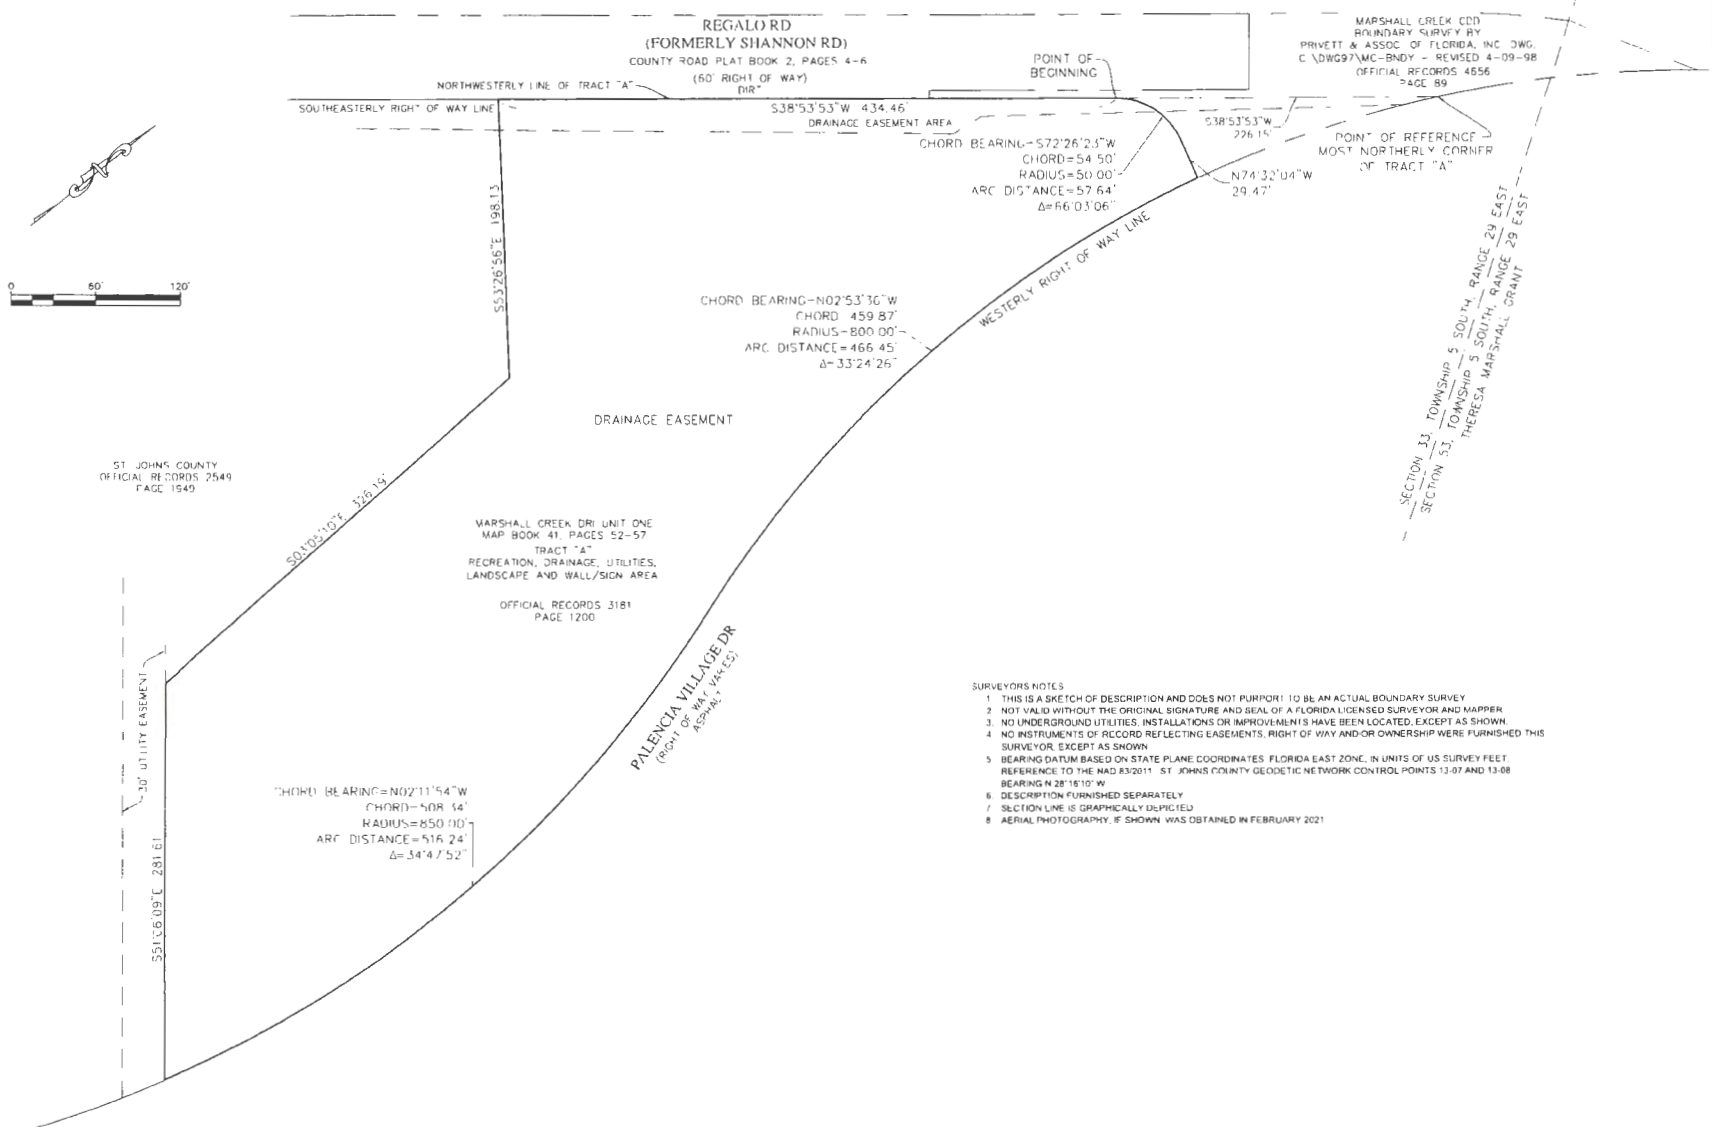 REGALO RD
(FORMERLY SHANNON RD)
COUNTY ROAD PLAT BOOK 2, PAGES 4-6
(60' RIGHT OF WAY)
DIRT
NORTHWESTERLY LINE OF TRACT "A"
SOUTHEASTERLY RIGHT OF WAY LINE
S38°53'53"W 434.46'
DRAINAGE EASEMENT AREA
POINT OF
BEGINNING
MARSHALL CREEK CDD
BOUNDARY SURVEY BY
PRIVETT & ASSOC OF FLORIDA, INC DWG.
C:\DWG97\MC-BNDY - REVISED 4-09-98
OFFICIAL RECORDS 4656
PAGE 89
S38°53'53"W
226.15'
POINT OF REFERENCE
MOST NORTHERLY CORNER
OF TRACT "A"
CHORD BEARING=S72°26'23"W
CHORD=54.50'
RADIUS=50.00'
ARC DISTANCE=57.64'
Δ=66°03'06"
N74°32'04"W
29.47'
0 60' 120'
S53°26'56"E 198.13
WESTERLY RIGHT OF WAY LINE
CHORD BEARING=N02°53'36"W
CHORD 459.87'
RADIUS=800.00'
ARC DISTANCE=466.45'
Δ=33°24'26"
SECTION 33, TOWNSHIP 5 SOUTH, RANGE 29 EAST
SECTION 53, TOWNSHIP 5 SOUTH, RANGE 29 EAST
THERESA MARSHALL GRANT
DRAINAGE EASEMENT
ST JOHNS COUNTY
OFFICIAL RECORDS 2549
PAGE 1949
S03°05'10"E 326.19'
MARSHALL CREEK DRI UNIT ONE
MAP BOOK 41, PAGES 52-57
TRACT "A"
RECREATION, DRAINAGE, UTILITIES,
LANDSCAPE AND WALL/SIGN AREA
OFFICIAL RECORDS 3181
PAGE 1200
PALENCIA VILLAGE DR
(RIGHT OF WAY VARIES)
ASPHALT
30' UTILITY EASEMENT
S51°06'09"E 281.61
CHORD BEARING=N02°11'54"W
CHORD=508.34'
RADIUS=850.00'
ARC DISTANCE=516.24'
Δ=34°47'52"
SURVEYORS NOTES
1 THIS IS A SKETCH OF DESCRIPTION AND DOES NOT PURPORT TO BE AN ACTUAL BOUNDARY SURVEY
2 NOT VALID WITHOUT THE ORIGINAL SIGNATURE AND SEAL OF A FLORIDA LICENSED SURVEYOR AND MAPPER
3. NO UNDERGROUND UTILITIES, INSTALLATIONS OR IMPROVEMENTS HAVE BEEN LOCATED, EXCEPT AS SHOWN.
4 NO INSTRUMENTS OF RECORD REFLECTING EASEMENTS, RIGHT OF WAY AND/OR OWNERSHIP WERE FURNISHED THIS
SURVEYOR, EXCEPT AS SHOWN
5 BEARING DATUM BASED ON STATE PLANE COORDINATES FLORIDA EAST ZONE, IN UNITS OF US SURVEY FEET.
REFERENCE TO THE NAD 83/2011 ST JOHNS COUNTY GEODETIC NETWORK CONTROL POINTS 13-07 AND 13-08
BEARING N 28°16'10" W
6. DESCRIPTION FURNISHED SEPARATELY
7 SECTION LINE IS GRAPHICALLY DEPICTED
8 AERIAL PHOTOGRAPHY, IF SHOWN WAS OBTAINED IN FEBRUARY 2021